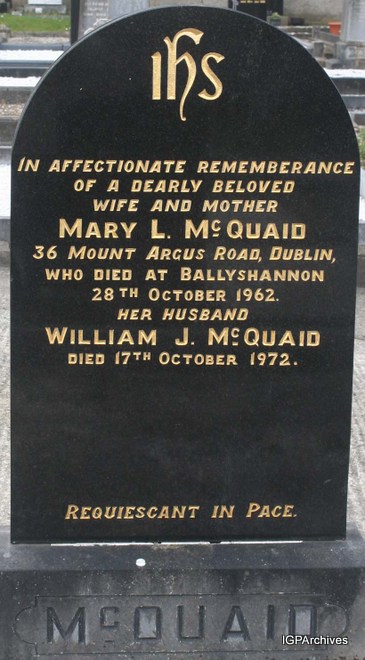 IHS
IN AFFECTIONATE REMEMBERANCE
OF A DEARLY BELOVED
WIFE AND MOTHER
MARY L. McQUAID
36 MOUNT ARGUS ROAD, DUBLIN,
WHO DIED AT BALLYSHANNON
28TH OCTOBER 1962.
HER HUSBAND
WILLIAM J. McQUAID
DIED 17TH OCTOBER 1972.
REQUIESCANT IN PACE.
McQUAID
IGPArchives